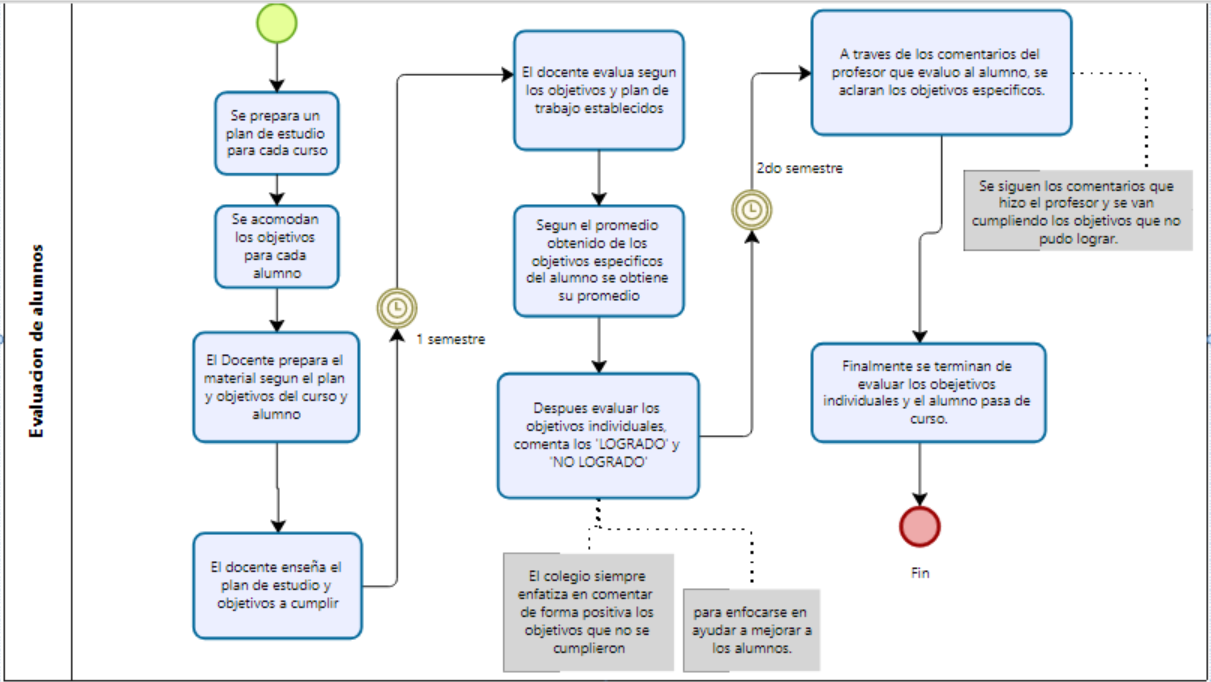 Evaluacion de alumnos
Se prepara un
plan de estudio
para cada curso
Se acomodan
los objetivos
para cada
alumno
El Docente prepara el
material segun el plan
y objetivos del curso y
alumno
El docente enseña el
plan de estudio y
objetivos a cumplir
1 semestre
El docente evalua segun
los objetivos y plan de
trabajo establecidos
Segun el promedio
obtenido de los
objetivos especificos
del alumno se obtiene
su promedio
Despues evaluar los
objetivos individuales,
comenta los 'LOGRADO' y
'NO LOGRADO'
El colegio siempre
enfatiza en comentar
de forma positiva los
objetivos que no se
cumplieron
para enfocarse en
ayudar a mejorar a
los alumnos.
2do semestre
A traves de los comentarios del
profesor que evaluo al alumno, se
aclaran los objetivos especificos.
Se siguen los comentarios que
hizo el profesor y se van
cumpliendo los objetivos que no
pudo lograr.
Finalmente se terminan de
evaluar los obejetivos
individuales y el alumno pasa de
curso.
Fin